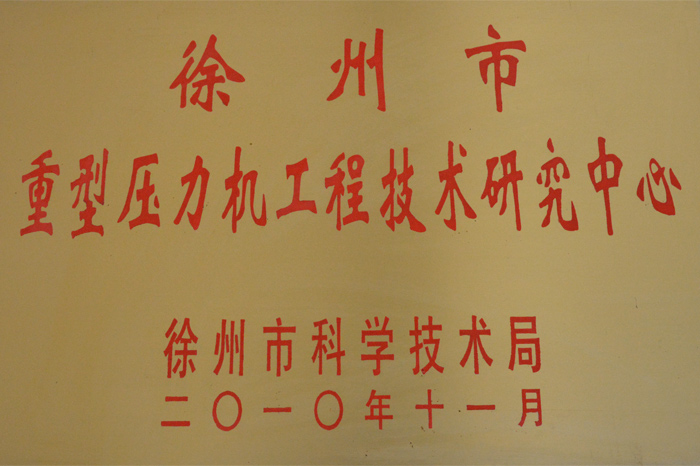 徐州市
重型压力机工程技术研究中心
徐州市科学技术局
二〇一〇年十一月